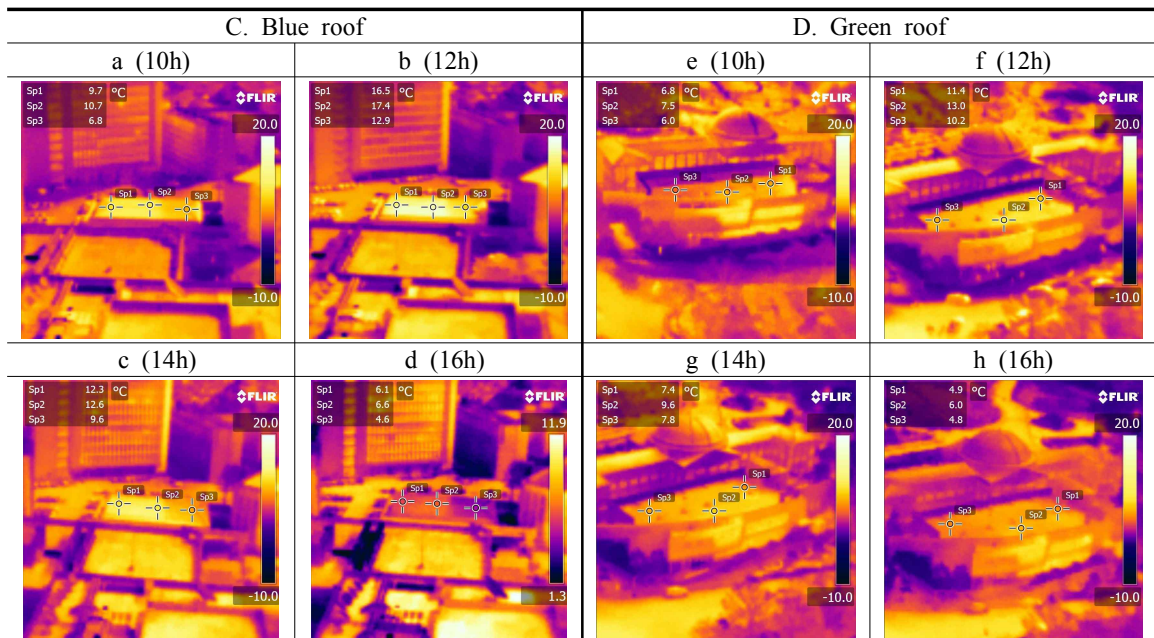 C. Blue roof
D. Green roof
a (10h)
b (12h)
e (10h)
f (12h)
Sp1 9.7 °C
Sp2 10.7
Sp3 6.8
FLIR
20.0
Sp1
Sp2
Sp3
-10.0
Sp1 16.5 °C
Sp2 17.4
Sp3 12.9
FLIR
20.0
Sp1
Sp2
Sp3
-10.0
Sp1 6.8 °C
Sp2 7.5
Sp3 6.0
FLIR
20.0
Sp3
Sp2
Sp1
-10.0
Sp1 11.4 °C
Sp2 13.0
Sp3 10.2
FLIR
20.0
Sp1
Sp3
Sp2
-10.0
c (14h)
d (16h)
g (14h)
h (16h)
Sp1 12.3 °C
Sp2 12.6
Sp3 9.6
FLIR
20.0
Sp1
Sp2
Sp3
-10.0
Sp1 6.1 °C
Sp2 6.6
Sp3 4.6
FLIR
11.9
Sp1
Sp2
Sp3
1.3
Sp1 7.4 °C
Sp2 9.6
Sp3 7.8
FLIR
20.0
Sp1
Sp3
Sp2
-10.0
Sp1 4.9 °C
Sp2 6.0
Sp3 4.8
FLIR
20.0
Sp1
Sp3
Sp2
-10.0